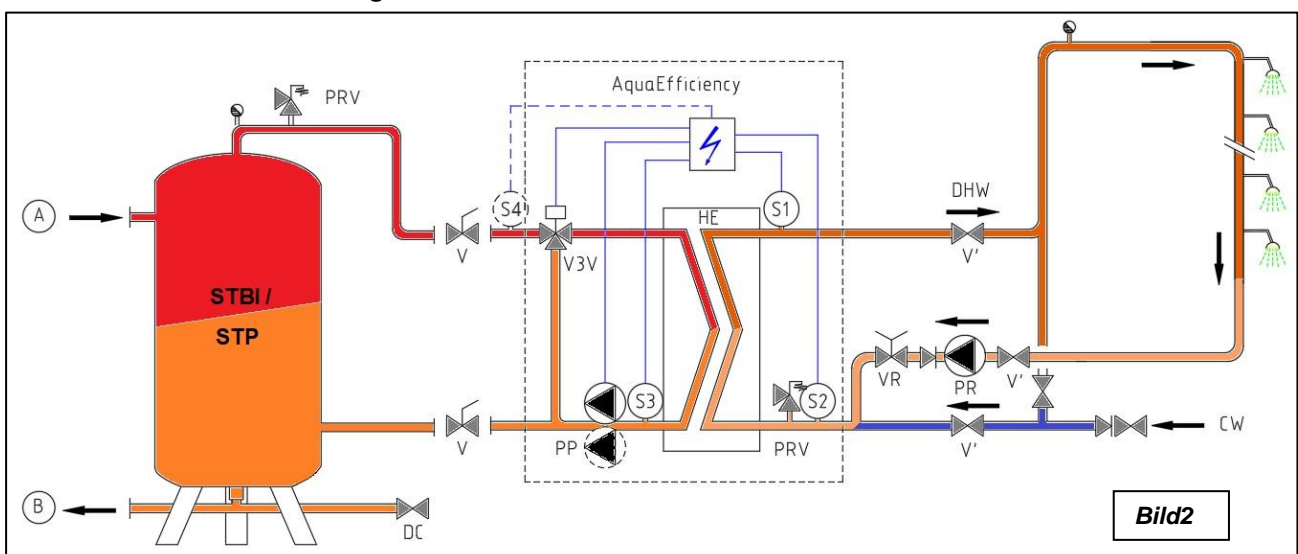 PRV
AquaEfficiency
A
S4
S1
HE
DHW
V
V3V
V'
STBI /
STP
VR
PR
V'
S3
S2
V
PP
PRV
V'
CW
B
DC
Bild2